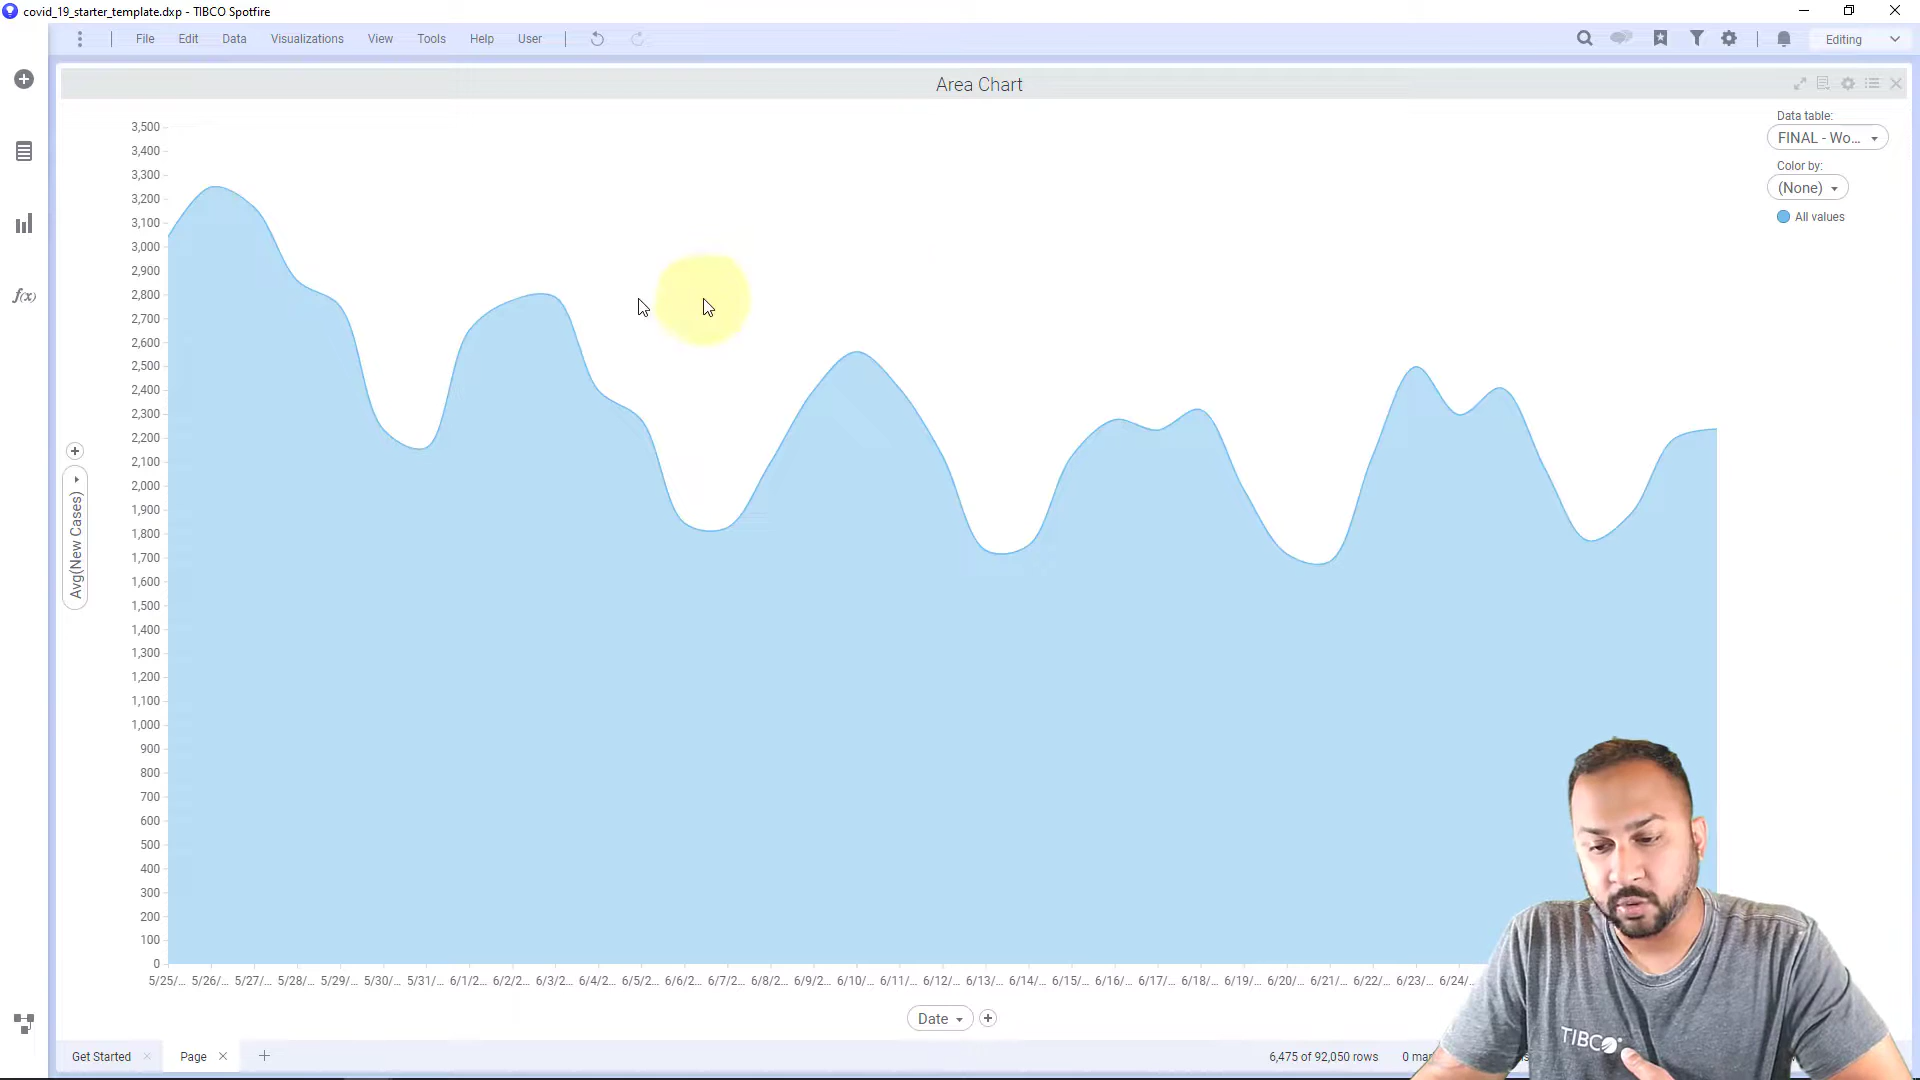 covid_19_starter_template.dxp - TIBCO Spotfire
File Edit Data Visualizations View Tools Help User Editing
Area Chart
Data table:
FINAL - Wo...
Color by:
(None)
All values
3,500
3,400
3,300
3,200
3,100
3,000
2,900
2,800
2,700
2,600
2,500
2,400
2,300
2,200
2,100
2,000
1,900
1,800
1,700
1,600
1,500
1,400
1,300
1,200
1,100
1,000
900
800
700
600
500
400
300
200
100
0
Avg(New Cases)
f(x)
5/25/... 5/26/... 5/27/... 5/28/... 5/29/... 5/30/... 5/31/... 6/1/2... 6/2/2... 6/3/2... 6/4/2... 6/5/2... 6/6/2... 6/7/2... 6/8/2... 6/9/2... 6/10/... 6/11/... 6/12/... 6/13/... 6/14/... 6/15/... 6/16/... 6/17/... 6/18/... 6/19/... 6/20/... 6/21/... 6/22/... 6/23/... 6/24/...
Date
TIBCO
Get Started Page 6,475 of 92,050 rows 0